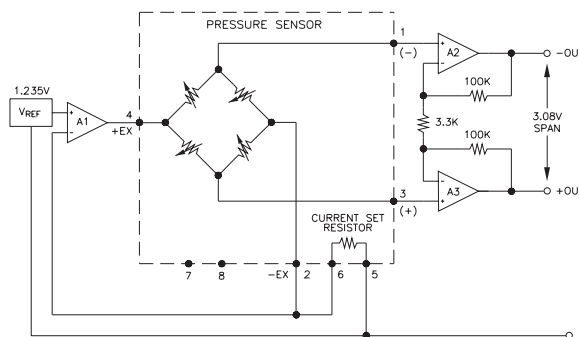 PRESSURE SENSOR
1
(-)
+
A2
-
-OU
1.235V
VREF
+
A1
-
4
+EX
100K
3.3K
3.08V
SPAN
100K
-
A3
+
+OU
3
(+)
CURRENT SET
RESISTOR
7
8
-EX
2
6
5